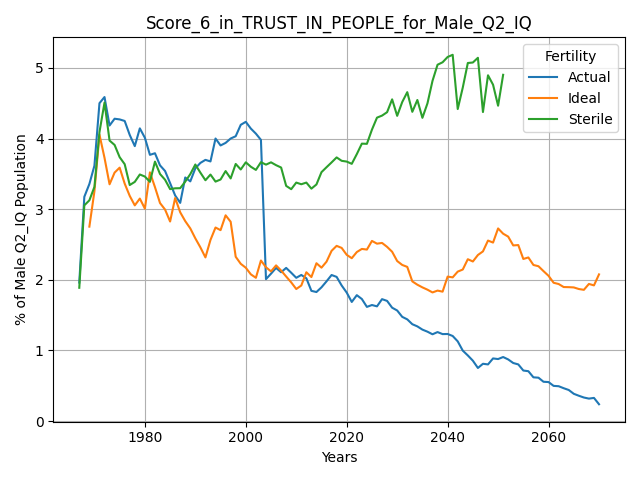 Score_6_in_TRUST_IN_PEOPLE_for_Male_Q2_IQ
Fertility
Actual
Ideal
Sterile
% of Male Q2_IQ Population
5
4
3
2
1
0
1980 2000 2020 2040 2060
Years